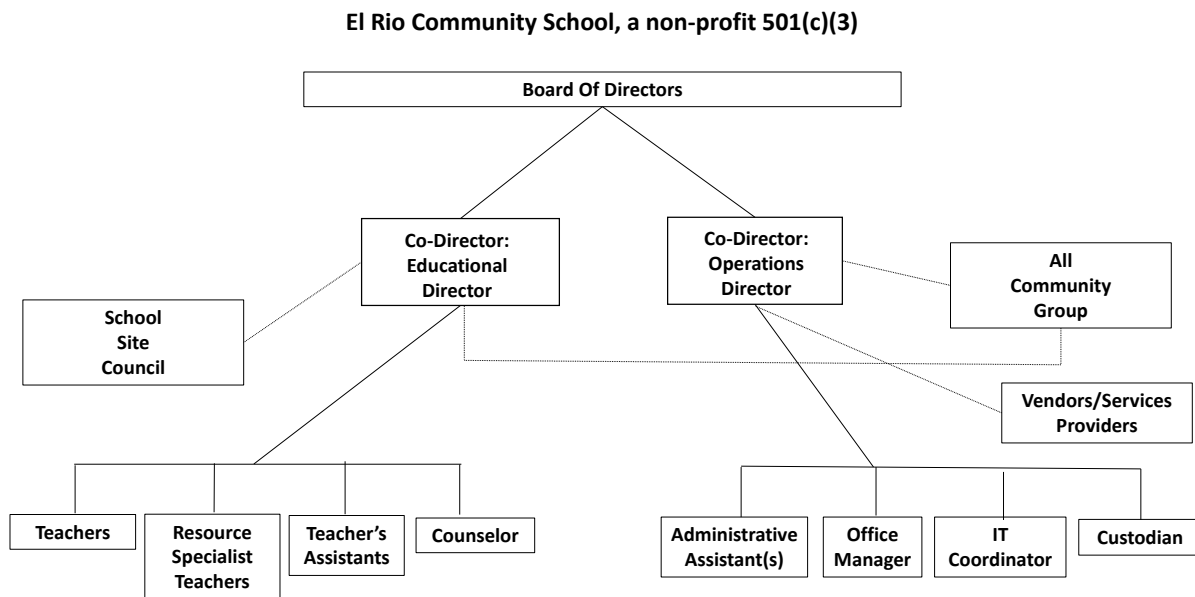 El Rio Community School, a non-profit 501(c)(3)
Board Of Directors
Co-Director:
Educational
Director
Co-Director:
Operations
Director
All
Community
Group
School
Site
Council
Vendors/Services
Providers
Teachers
Resource
Specialist
Teachers
Teacher’s
Assistants
Counselor
Administrative
Assistant(s)
Office
Manager
IT
Coordinator
Custodian